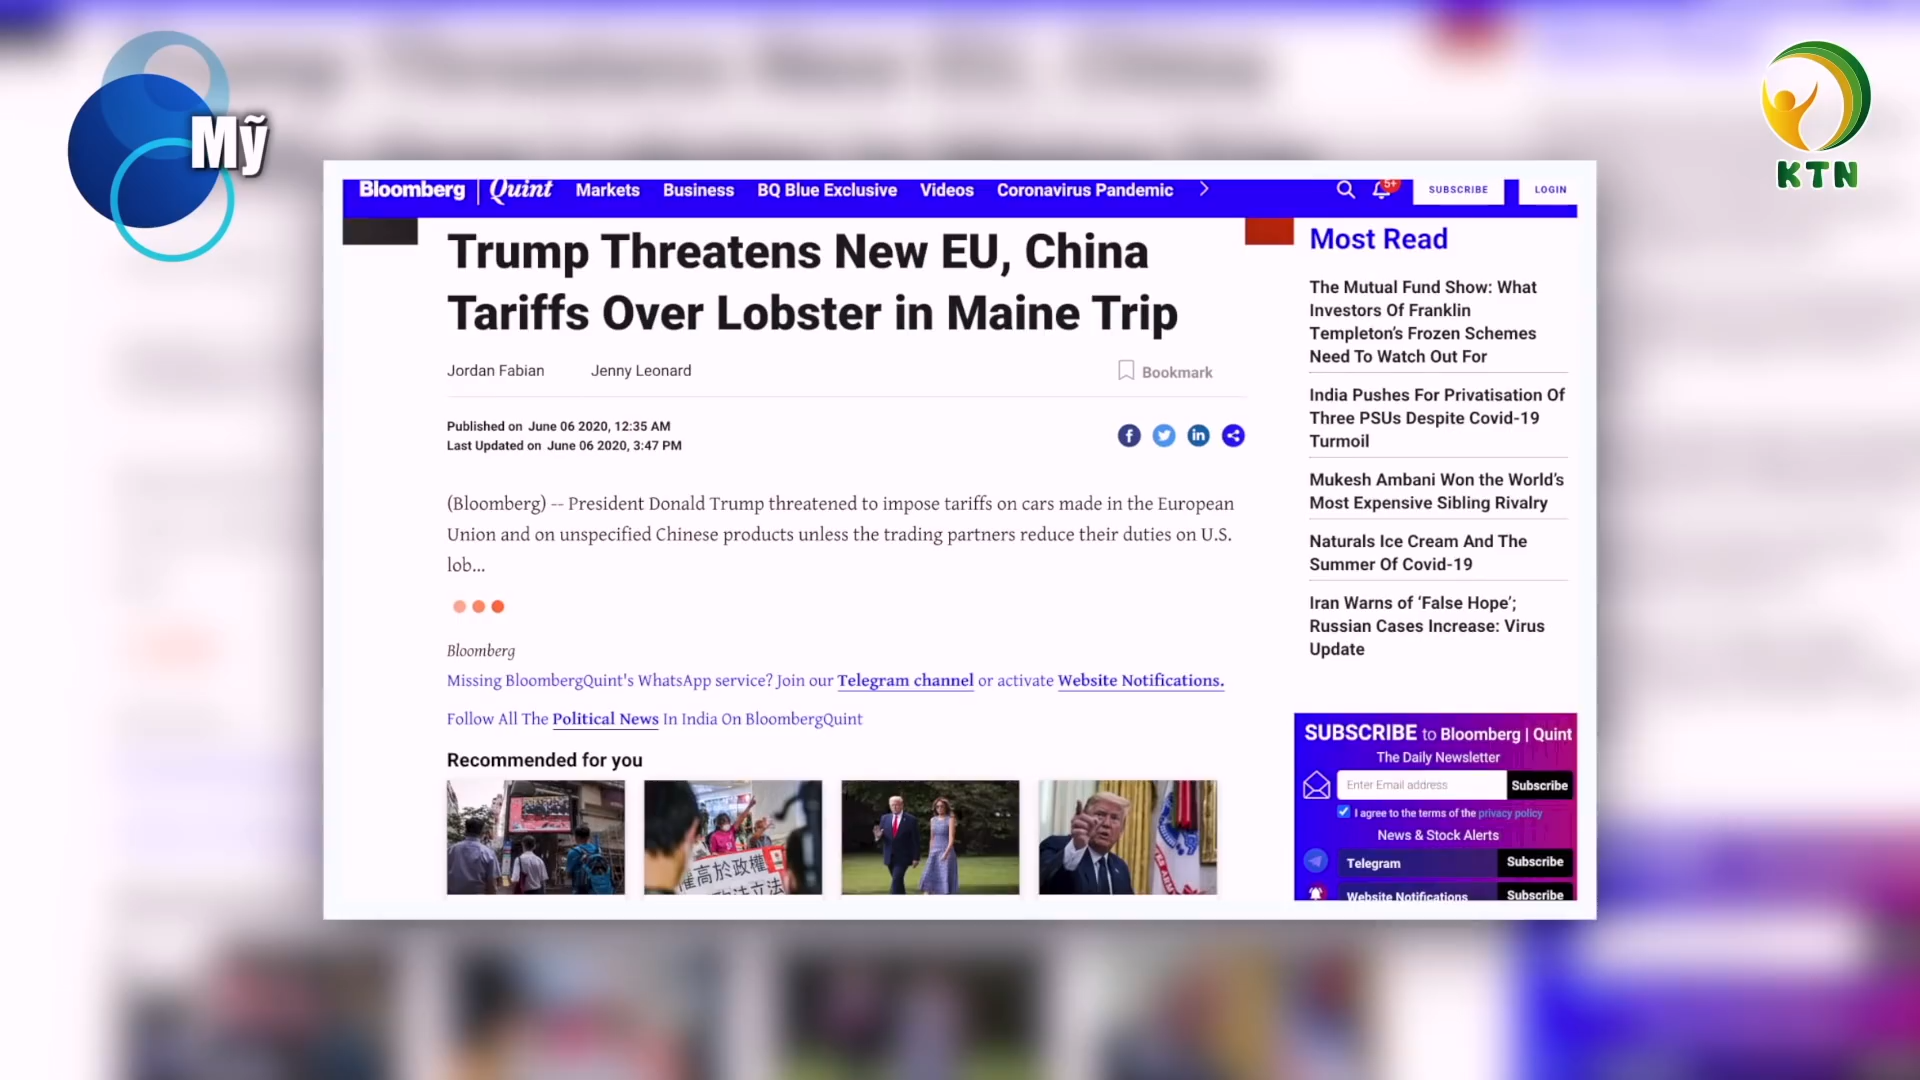 Mỹ
KTN
Bloomberg | Quint Markets Business BQ Blue Exclusive Videos Coronavirus Pandemic
5+
SUBSCRIBE
LOGIN
Trump Threatens New EU, China
Tariffs Over Lobster in Maine Trip
Jordan Fabian Jenny Leonard
Bookmark
Published on June 06 2020, 12:35 AM
Last Updated on June 06 2020, 3:47 PM
(Bloomberg) -- President Donald Trump threatened to impose tariffs on cars made in the European
Union and on unspecified Chinese products unless the trading partners reduce their duties on U.S.
lob...
Bloomberg
Missing BloombergQuint's WhatsApp service? Join our Telegram channel or activate Website Notifications.
Follow All The Political News In India On BloombergQuint
Recommended for you
高於政權
Most Read
The Mutual Fund Show: What
Investors Of Franklin
Templeton’s Frozen Schemes
Need To Watch Out For
India Pushes For Privatisation Of
Three PSUs Despite Covid-19
Turmoil
Mukesh Ambani Won the World’s
Most Expensive Sibling Rivalry
Naturals Ice Cream And The
Summer Of Covid-19
Iran Warns of ‘False Hope’;
Russian Cases Increase: Virus
Update
SUBSCRIBE to Bloomberg | Quint
The Daily Newsletter
Enter Email address
Subscribe
I agree to the terms of the privacy policy
News & Stock Alerts
Telegram
Subscribe
Website Notifications
Subscribe